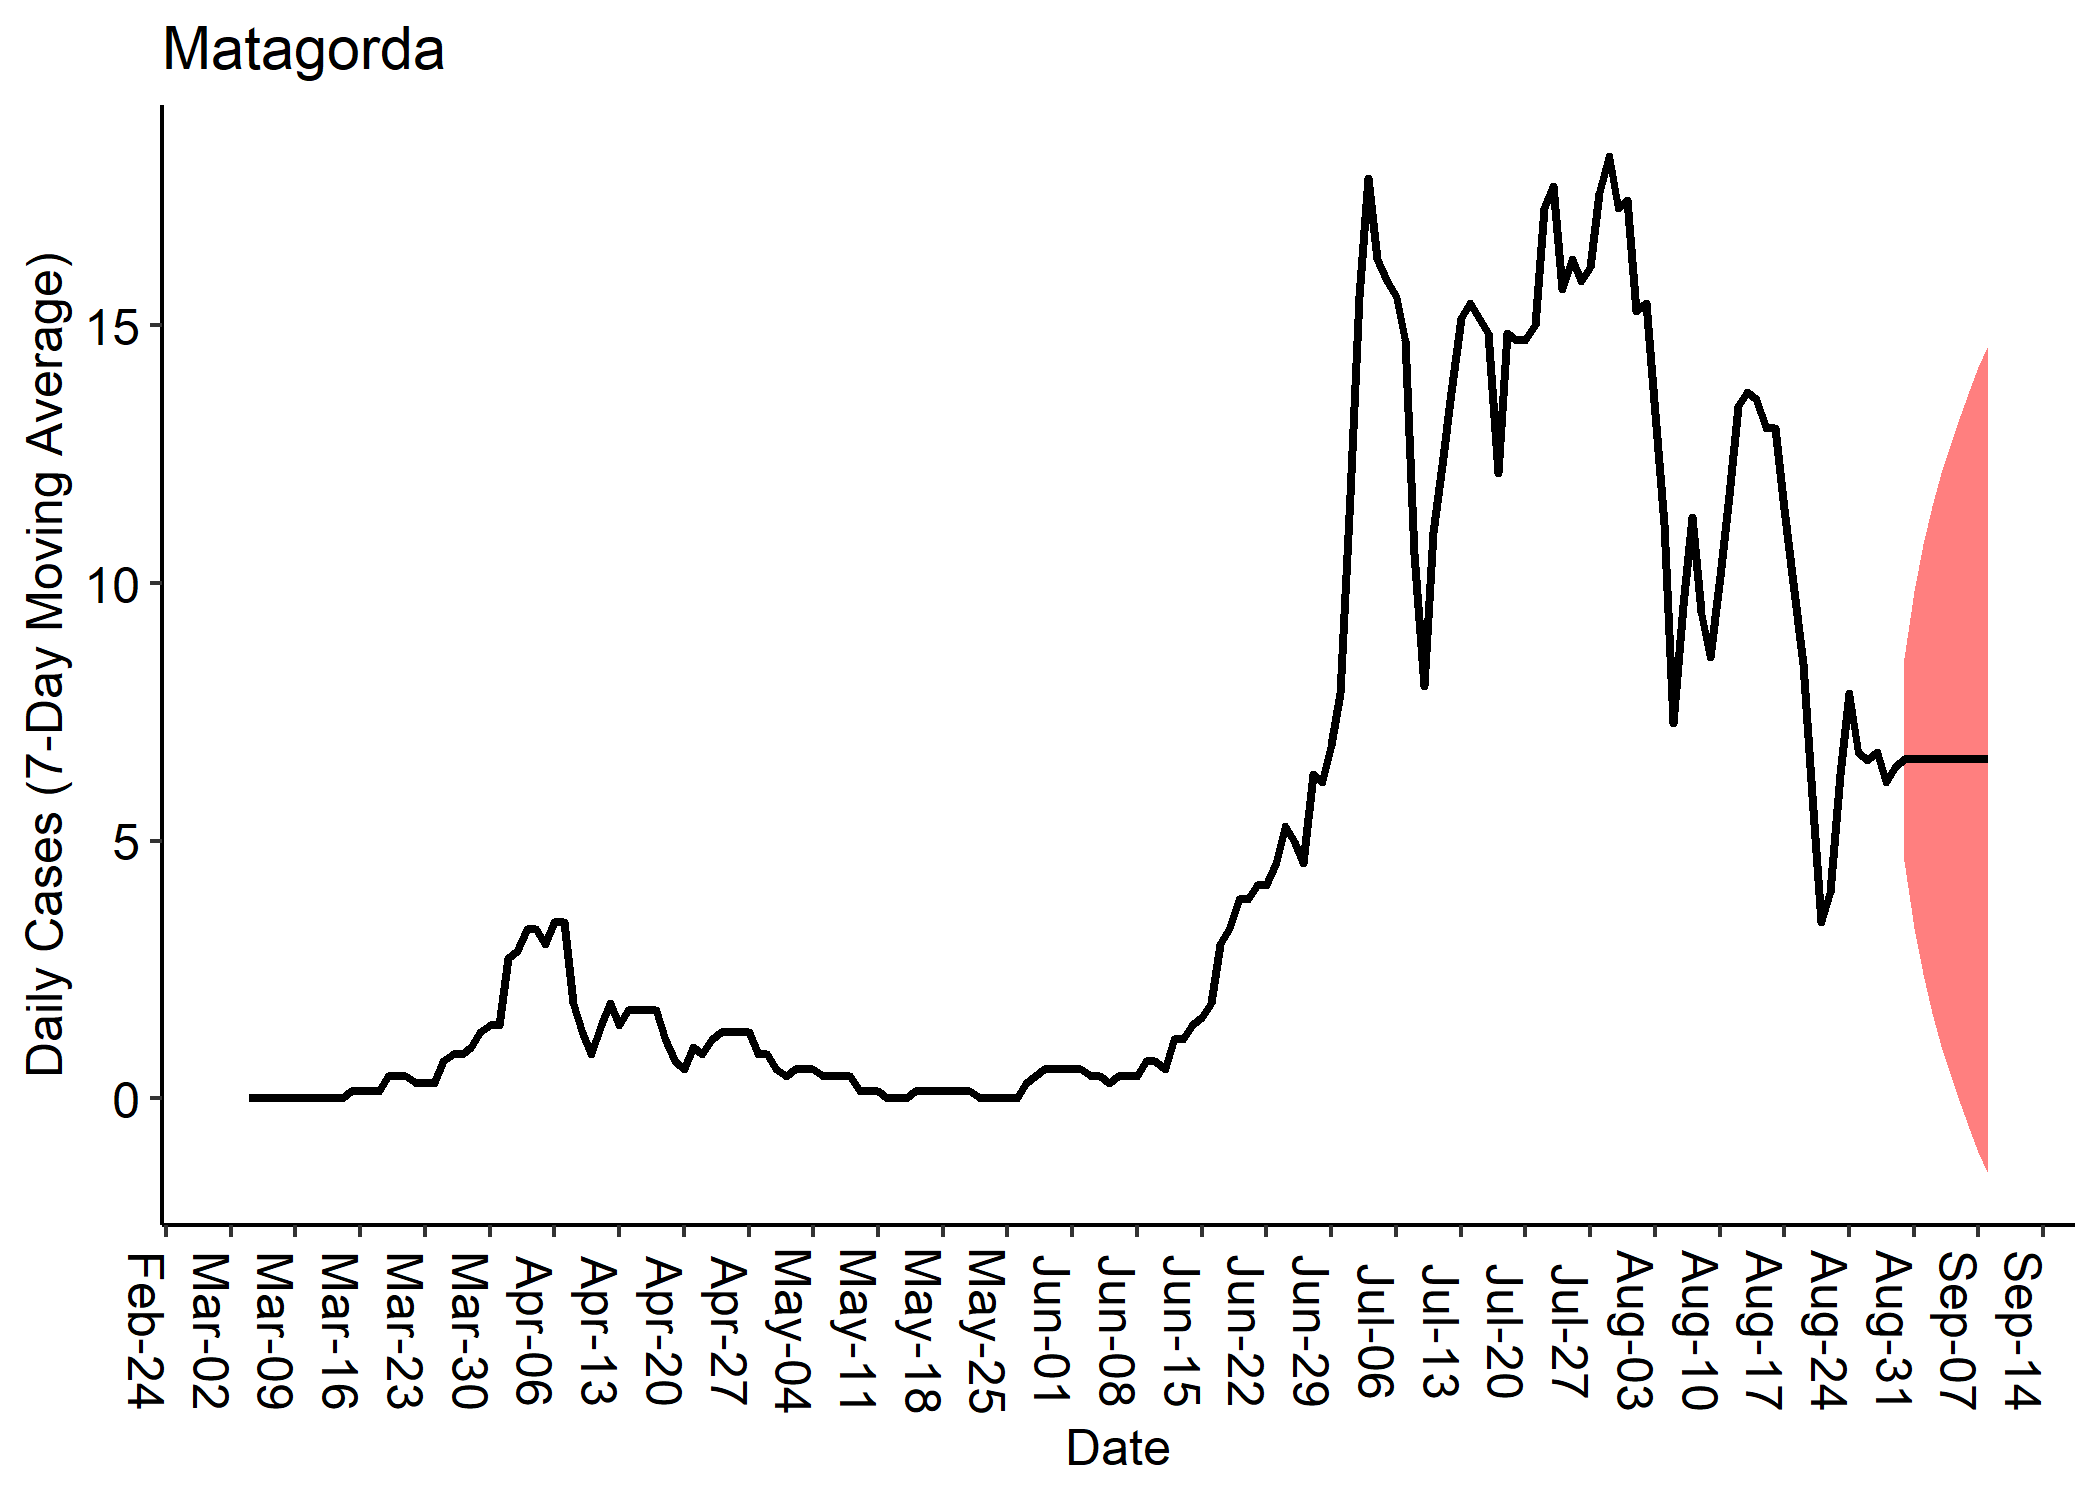 Matagorda
Daily Cases (7-Day Moving Average)
15
10
5
0
Feb-24
Mar-02
Mar-09
Mar-16
Mar-23
Mar-30
Apr-06
Apr-13
Apr-20
Apr-27
May-04
May-11
May-18
May-25
Jun-01
Jun-08
Jun-15
Jun-22
Jun-29
Jul-06
Jul-13
Jul-20
Jul-27
Aug-03
Aug-10
Aug-17
Aug-24
Aug-31
Sep-07
Sep-14
Date